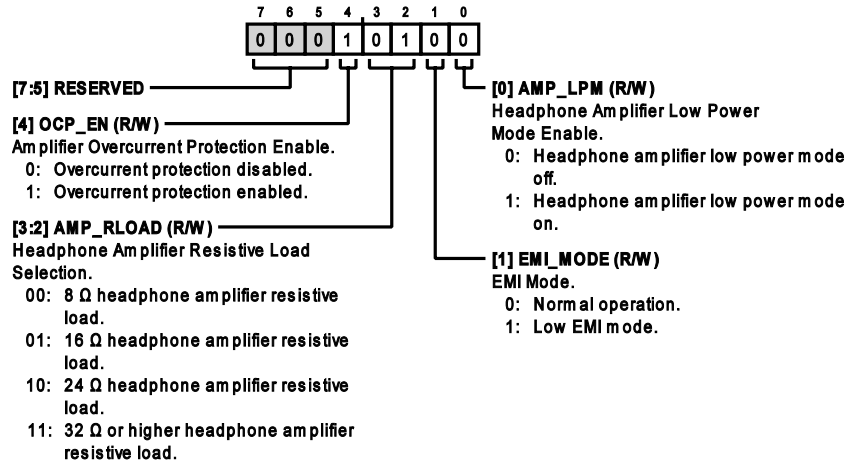 7 6 5 4 3 2 1 0
0 0 0 1 0 1 0 0
[7:5] RESERVED
[4] OCP_EN (R/W)
Amplifier Overcurrent Protection Enable.
0: Overcurrent protection disabled.
1: Overcurrent protection enabled.
[3:2] AMP_RLOAD (R/W)
Headphone Amplifier Resistive Load
Selection.
00: 8 Ω headphone amplifier resistive
load.
01: 16 Ω headphone amplifier resistive
load.
10: 24 Ω headphone amplifier resistive
load.
11: 32 Ω or higher headphone amplifier
resistive load.
[0] AMP_LPM (R/W)
Headphone Amplifier Low Power
Mode Enable.
0: Headphone amplifier low power mode
off.
1: Headphone amplifier low power mode
on.
[1] EMI_MODE (R/W)
EMI Mode.
0: Normal operation.
1: Low EMI mode.